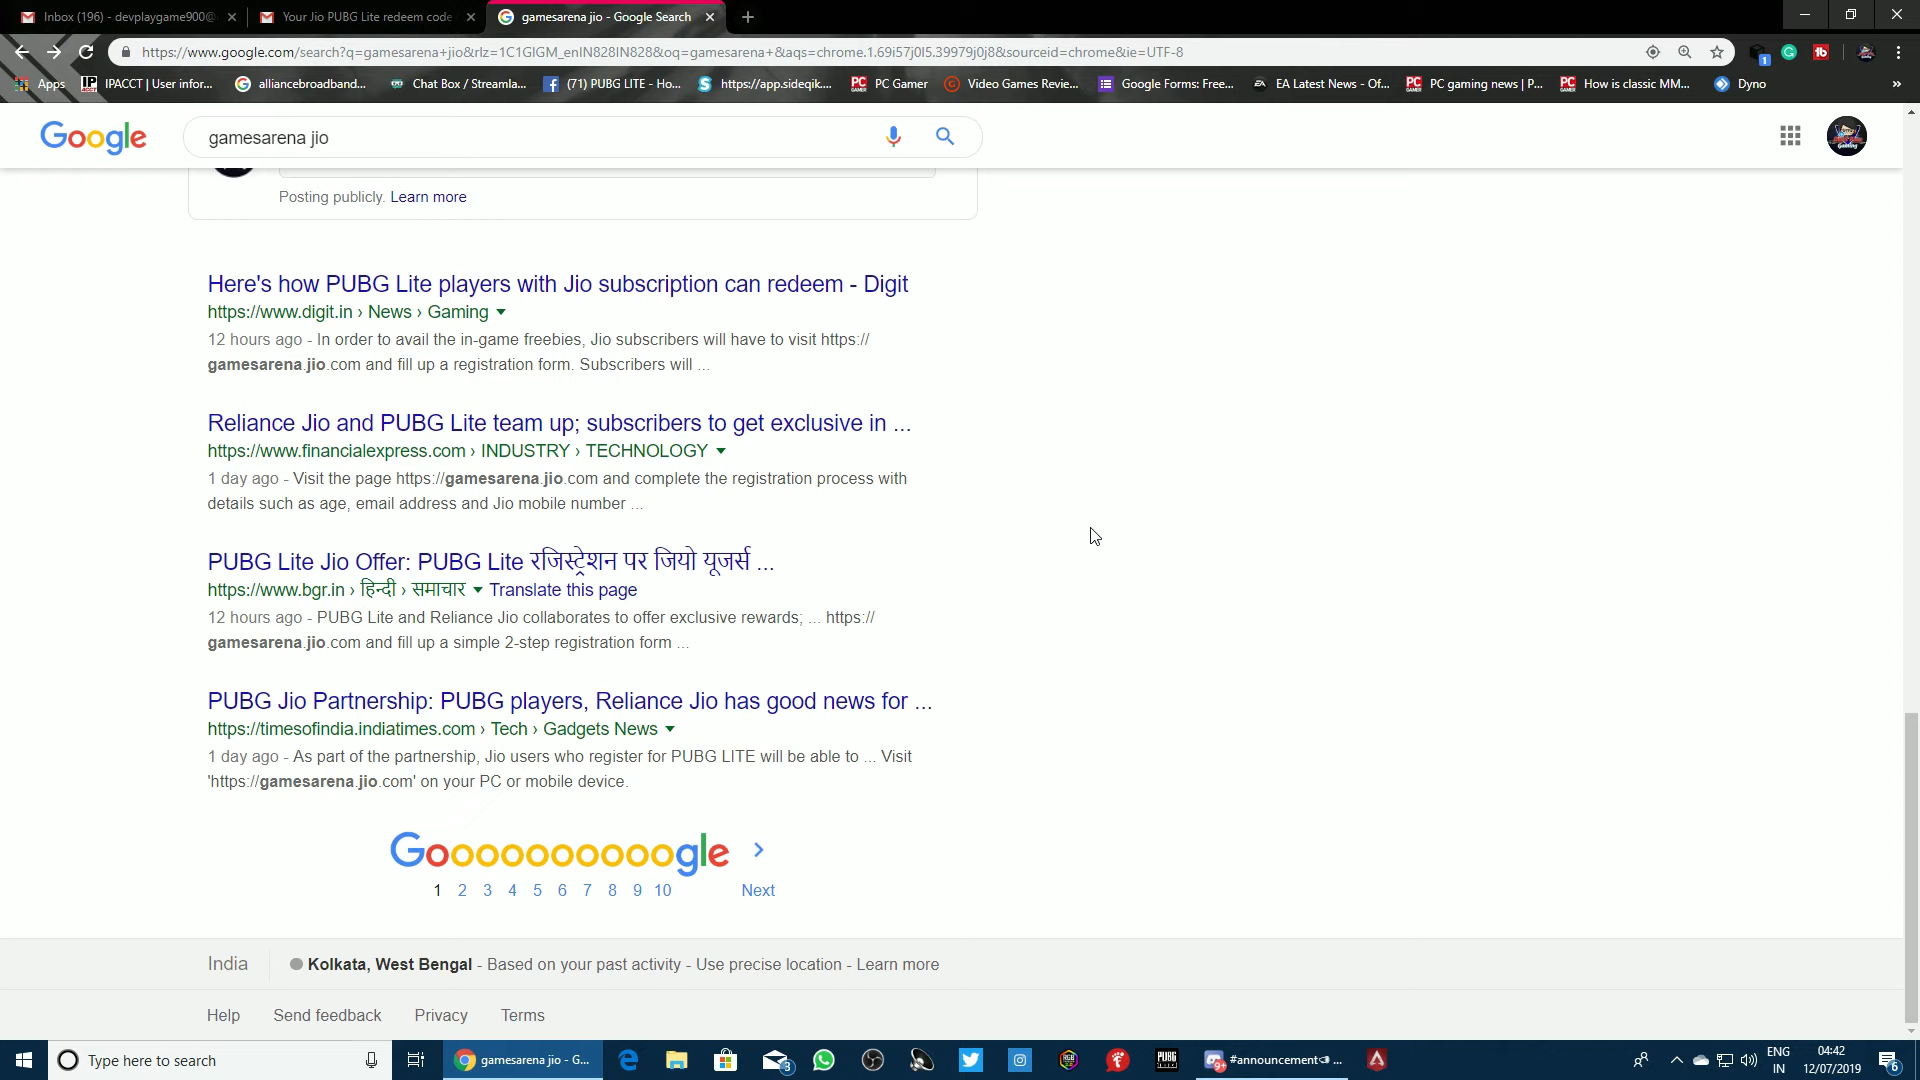 Inbox (196) - devplaygame900@
Your Jio PUBG Lite redeem code
gamesarena jio - Google Search
https://www.google.com/search?q=gamesarena+jio&rlz=1C1GIGM_enIN828IN828&oq=gamesarena+&aqs=chrome.1.69i57j0l5.39979j0j8&sourceid=chrome&ie=UTF-8
Apps
IPACCT | User infor...
alliancebroadband...
Chat Box / Streamla...
(71) PUBG LITE - Ho...
https://app.sideqik....
PC Gamer
Video Games Revie...
Google Forms: Free...
EA Latest News - Of...
PC gaming news | P...
How is classic MM...
Dyno
Google
gamesarena jio
Posting publicly. Learn more
Here's how PUBG Lite players with Jio subscription can redeem - Digit
https://www.digit.in › News › Gaming
12 hours ago - In order to avail the in-game freebies, Jio subscribers will have to visit https://
gamesarena.jio.com and fill up a registration form. Subscribers will ...
Reliance Jio and PUBG Lite team up; subscribers to get exclusive in ...
https://www.financialexpress.com › INDUSTRY › TECHNOLOGY
1 day ago - Visit the page https://gamesarena.jio.com and complete the registration process with
details such as age, email address and Jio mobile number ...
PUBG Lite Jio Offer: PUBG Lite रजिस्ट्रेशन पर जियो यूजर्स ...
https://www.bgr.in › हिन्दी › समाचार Translate this page
12 hours ago - PUBG Lite and Reliance Jio collaborates to offer exclusive rewards; ... https://
gamesarena.jio.com and fill up a simple 2-step registration form ...
PUBG Jio Partnership: PUBG players, Reliance Jio has good news for ...
https://timesofindia.indiatimes.com › Tech › Gadgets News
1 day ago - As part of the partnership, Jio users who register for PUBG LITE will be able to ... Visit
'https://gamesarena.jio.com' on your PC or mobile device.
Goooooooooogle
1 2 3 4 5 6 7 8 9 10 Next
India
Kolkata, West Bengal - Based on your past activity - Use precise location - Learn more
Help Send feedback Privacy Terms
Type here to search
gamesarena jio - G...
3
9+
#announcement ...
ENG
IN
04:42
12/07/2019
6